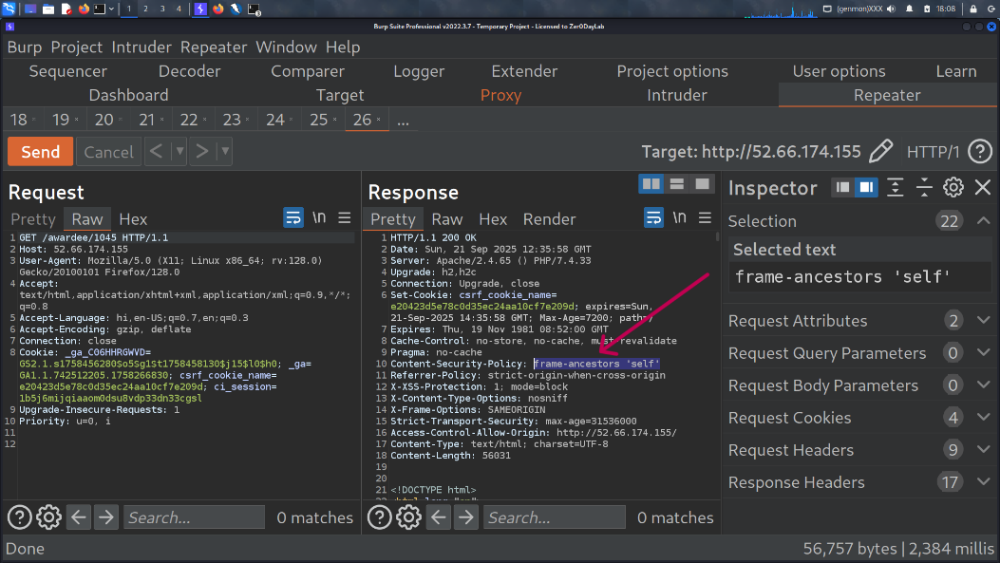 1 2 3 4 3 (genmon)XXX 18:08
Burp Suite Professional v2022.3.7 - Temporary Project - Licensed to Zer0DayLab
Burp Project Intruder Repeater Window Help
Sequencer Decoder Comparer Logger Extender Project options User options Learn
Dashboard Target Proxy Intruder Repeater
18 × 19 × 20 × 21 × 22 × 23 × 24 × 25 × 26 × ...
Send Cancel < > Target: http://52.66.174.155 HTTP/1 ?
Request
Pretty Raw Hex \n
1 GET /awardee/1045 HTTP/1.1
2 Host: 52.66.174.155
3 User-Agent: Mozilla/5.0 (X11; Linux x86_64; rv:128.0)
Gecko/20100101 Firefox/128.0
4 Accept:
text/html,application/xhtml+xml,application/xml;q=0.9,*/*;
q=0.8
5 Accept-Language: hi,en-US;q=0.7,en;q=0.3
6 Accept-Encoding: gzip, deflate
7 Connection: close
8 Cookie: _ga_C06HHRGWVD=
GS2.1.s1758456280$o5$g1$t1758458130$j15$l0$h0; _ga=
GA1.1.742512205.1758266830; csrf_cookie_name=
e20423d5e78c0d35ec24aa10cf7e209d; ci_session=
1b5j6mijqiaaom0dsu8vdp33dn33cgsl
9 Upgrade-Insecure-Requests: 1
10 Priority: u=0, i
11
12
? Search... 0 matches
Response
Pretty Raw Hex Render \n
1 HTTP/1.1 200 OK
2 Date: Sun, 21 Sep 2025 12:35:58 GMT
3 Server: Apache/2.4.65 () PHP/7.4.33
4 Upgrade: h2,h2c
5 Connection: Upgrade, close
6 Set-Cookie: csrf_cookie_name=
e20423d5e78c0d35ec24aa10cf7e209d; expires=Sun,
21-Sep-2025 14:35:58 GMT; Max-Age=7200; path=/
7 Expires: Thu, 19 Nov 1981 08:52:00 GMT
8 Cache-Control: no-store, no-cache, must-revalidate
9 Pragma: no-cache
10 Content-Security-Policy: frame-ancestors 'self'
11 Referrer-Policy: strict-origin-when-cross-origin
12 X-XSS-Protection: 1; mode=block
13 X-Content-Type-Options: nosniff
14 X-Frame-Options: SAMEORIGIN
15 Strict-Transport-Security: max-age=31536000
16 Access-Control-Allow-Origin: http://52.66.174.155/
17 Content-Type: text/html; charset=UTF-8
18 Content-Length: 56031
19
20
21 <!DOCTYPE html>
? Search... 0 matches
Inspector
Selection 22
Selected text
frame-ancestors 'self'
Request Attributes 2
Request Query Parameters 0
Request Body Parameters 0
Request Cookies 4
Request Headers 9
Response Headers 17
Done 56,757 bytes | 2,384 millis